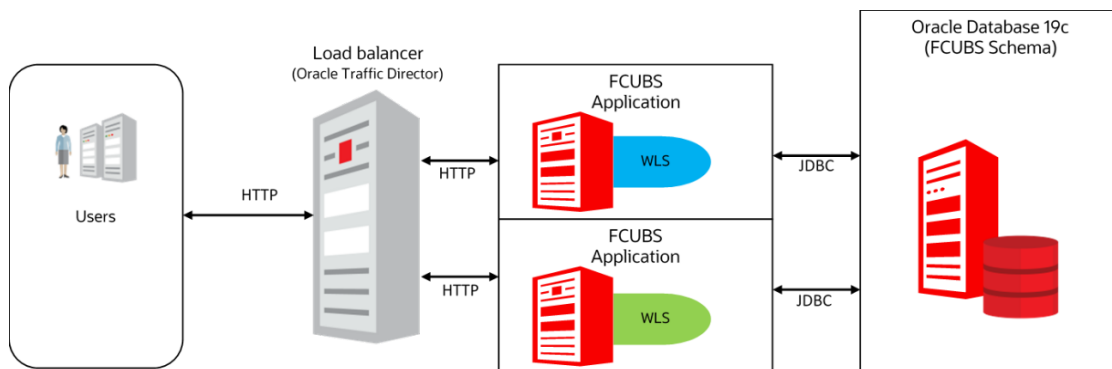 Users
HTTP
Load balancer
(Oracle Traffic Director)
HTTP
HTTP
FCUBS
Application
WLS
FCUBS
Application
WLS
JDBC
JDBC
Oracle Database 19c
(FCUBS Schema)